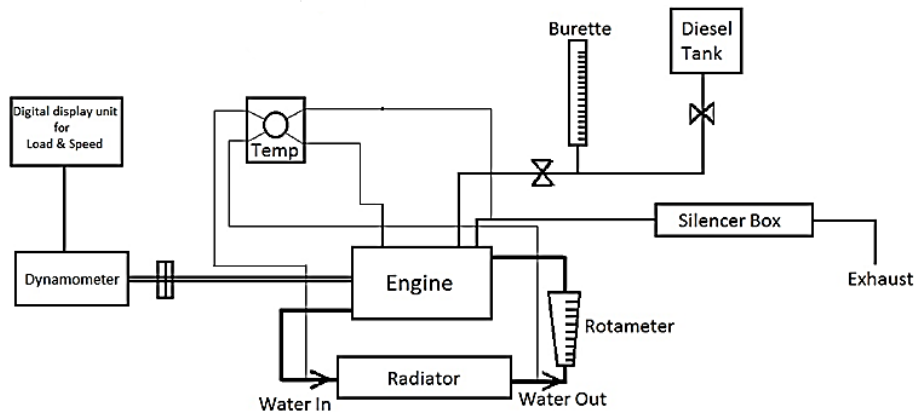 Burette
Diesel
Tank
Digital display unit
for
Load & Speed
Temp
Silencer Box
Dynamometer
Engine
Exhaust
Rotameter
Radiator
Water In
Water Out